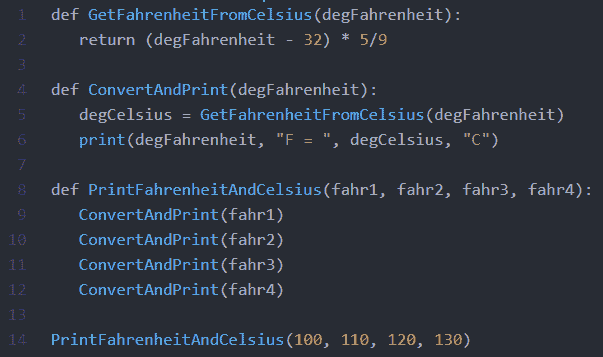 1 def GetFahrenheitFromCelsius(degFahrenheit):
2 return (degFahrenheit - 32) * 5/9
3
4 def ConvertAndPrint(degFahrenheit):
5 degCelsius = GetFahrenheitFromCelsius(degFahrenheit)
6 print(degFahrenheit, "F = ", degCelsius, "C")
7
8 def PrintFahrenheitAndCelsius(fahr1, fahr2, fahr3, fahr4):
9 ConvertAndPrint(fahr1)
10 ConvertAndPrint(fahr2)
11 ConvertAndPrint(fahr3)
12 ConvertAndPrint(fahr4)
13
14 PrintFahrenheitAndCelsius(100, 110, 120, 130)